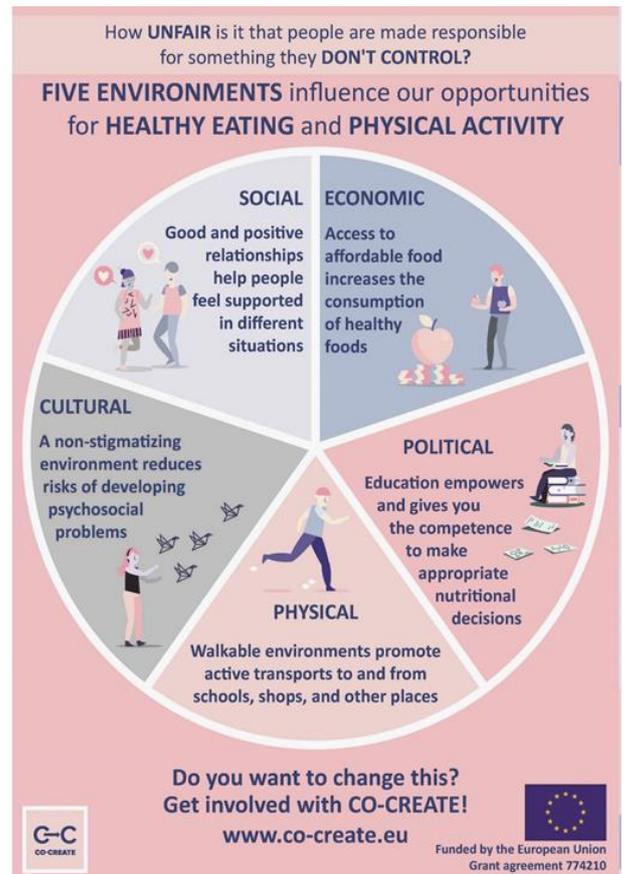 How UNFAIR is it that people are made responsible
for something they DON'T CONTROL?
FIVE ENVIRONMENTS influence our opportunities
for HEALTHY EATING and PHYSICAL ACTIVITY
SOCIAL
Good and positive
relationships
help people
feel supported
in different
situations
ECONOMIC
Access to
affordable food
increases the
consumption
of healthy
foods
CULTURAL
A non-stigmatizing
environment reduces
risks of developing
psychosocial
problems
POLITICAL
Education empowers
and gives you
the competence
to make
appropriate
nutritional
decisions
PHYSICAL
Walkable environments promote
active transports to and from
schools, shops, and other places
Do you want to change this?
Get involved with CO-CREATE!
www.co-create.eu
C–C
CO-CREATE
Funded by the European Union
Grant agreement 774210